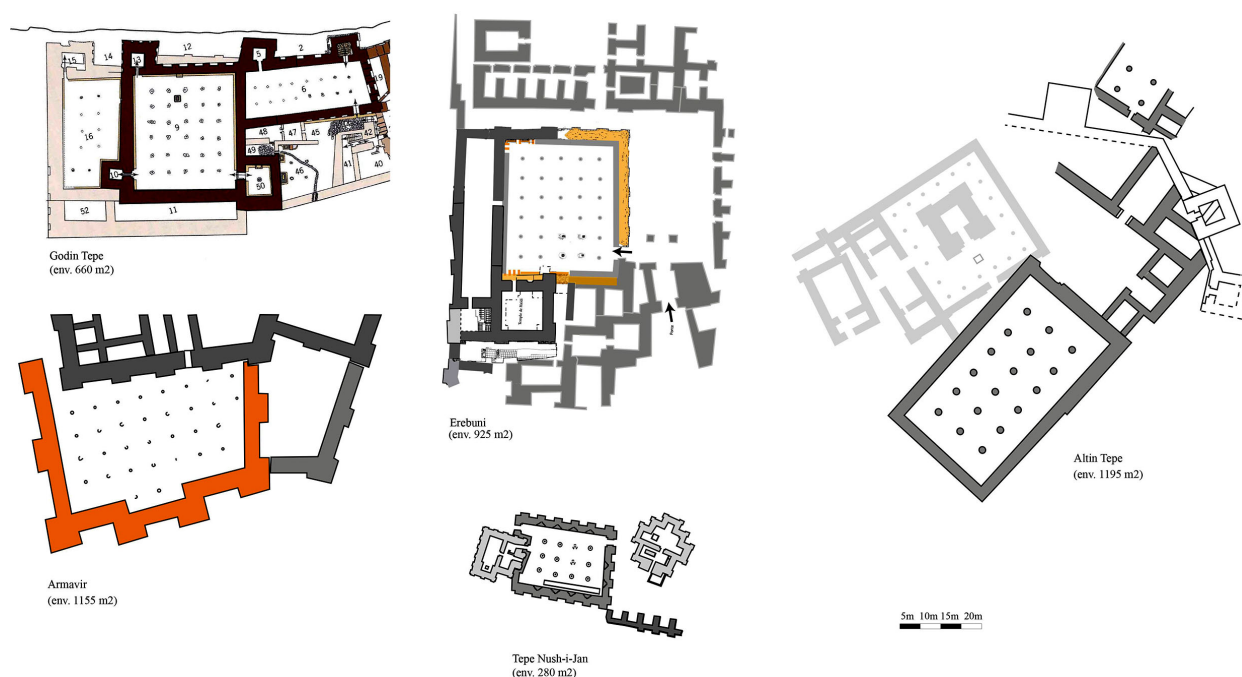 12
2
14
5
15
13
19
6
9
16
48
47
45
42
49
41
40
46
10
50
52
11
Godin Tepe
(env. 660 m2)
Erebuni
(env. 925 m2)
Altin Tepe
(env. 1195 m2)
Armavir
(env. 1155 m2)
Tepe Nush-i-Jan
(env. 280 m2)
5m 10m 15m 20m